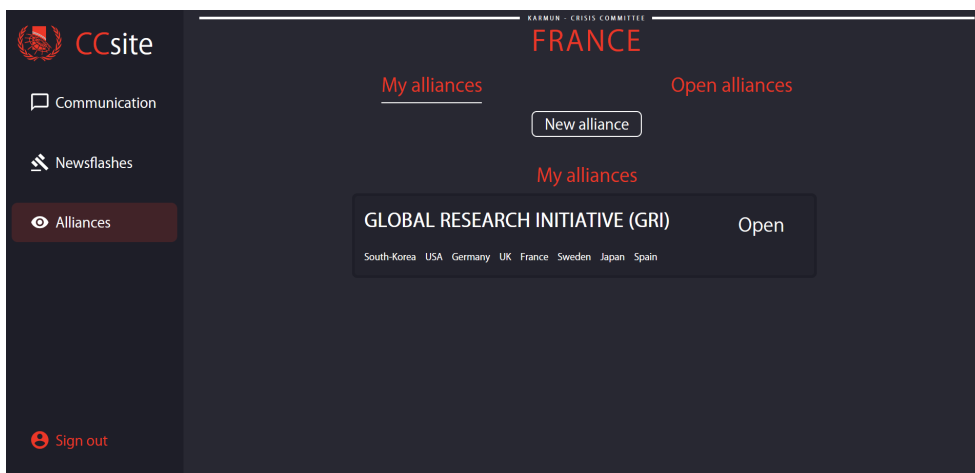 CCsite
Communication
Newsflashes
Alliances
Sign out
KARMUN - CRISIS COMMITTEE
FRANCE
My alliances
Open alliances
New alliance
My alliances
GLOBAL RESEARCH INITIATIVE (GRI)
Open
South-Korea USA Germany UK France Sweden Japan Spain